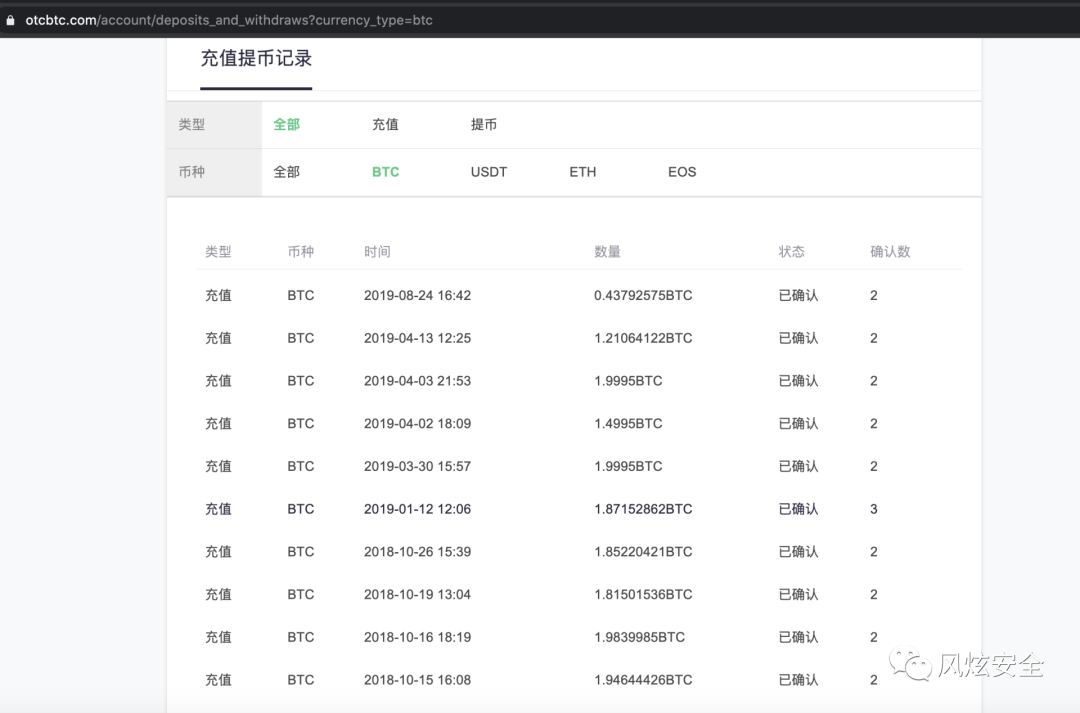 otcbtc.com/account/deposits_and_withdraws?currency_type=btc
充值提币记录
类型 全部 充值 提币
币种 全部 BTC USDT ETH EOS
类型 币种 时间 数量 状态 确认数
充值 BTC 2019-08-24 16:42 0.43792575BTC 已确认 2
充值 BTC 2019-04-13 12:25 1.21064122BTC 已确认 2
充值 BTC 2019-04-03 21:53 1.9995BTC 已确认 2
充值 BTC 2019-04-02 18:09 1.4995BTC 已确认 2
充值 BTC 2019-03-30 15:57 1.9995BTC 已确认 2
充值 BTC 2019-01-12 12:06 1.87152862BTC 已确认 3
充值 BTC 2018-10-26 15:39 1.85220421BTC 已确认 2
充值 BTC 2018-10-19 13:04 1.81501536BTC 已确认 2
充值 BTC 2018-10-16 18:19 1.9839985BTC 已确认 2
充值 BTC 2018-10-15 16:08 1.94644426BTC 已确认 2
风炫安全